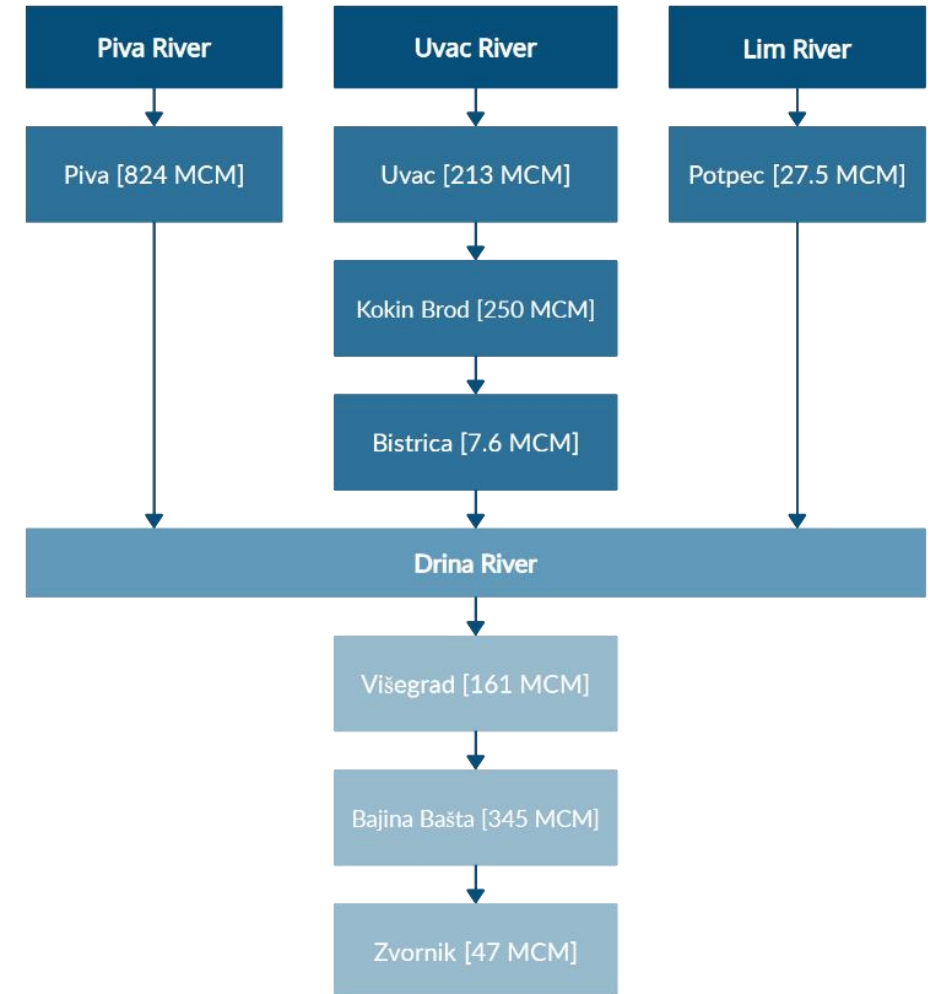 Piva River
Uvac River
Lim River
Piva [824 MCM]
Uvac [213 MCM]
Potpec [27.5 MCM]
Kokin Brod [250 MCM]
Bistrica [7.6 MCM]
Drina River
Višegrad [161 MCM]
Bajina Bašta [345 MCM]
Zvornik [47 MCM]